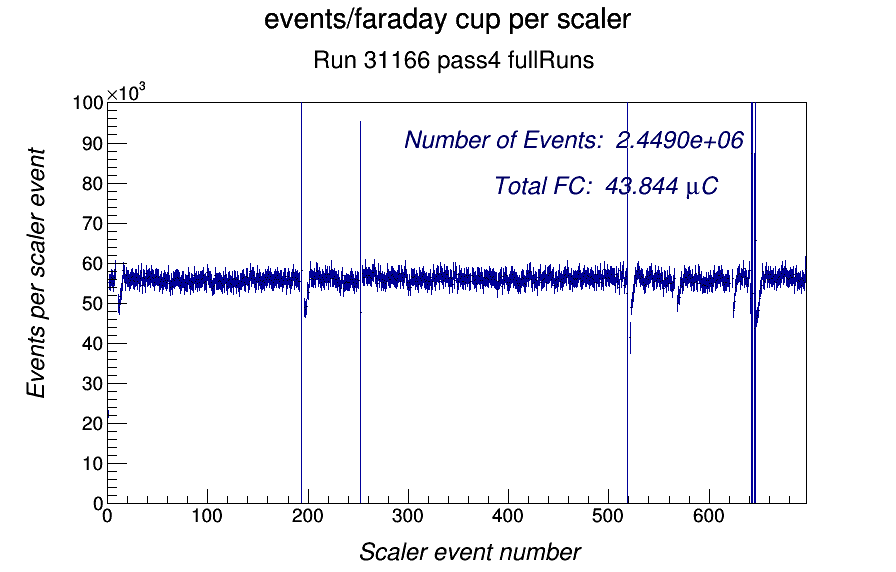 events/faraday cup per scaler
Run 31166 pass4 fullRuns
×10³
100
90
80
70
60
50
40
30
20
10
0
Events per scaler event
Number of Events: 2.4490e+06
Total FC: 43.844 μC
0 100 200 300 400 500 600
Scaler event number